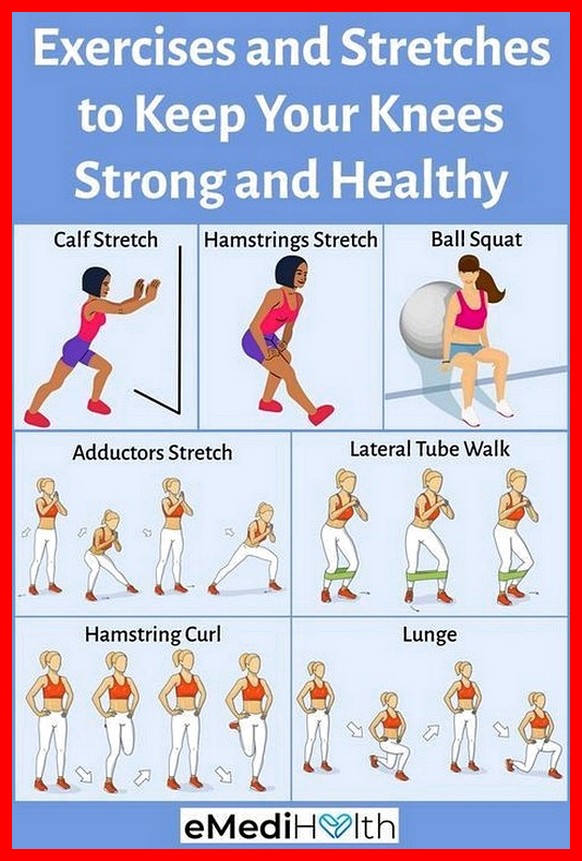 Exercises and Stretches
to Keep Your Knees
Strong and Healthy
Calf Stretch
Hamstrings Stretch
Ball Squat
Adductors Stretch
Lateral Tube Walk
Hamstring Curl
Lunge
eMediHealth